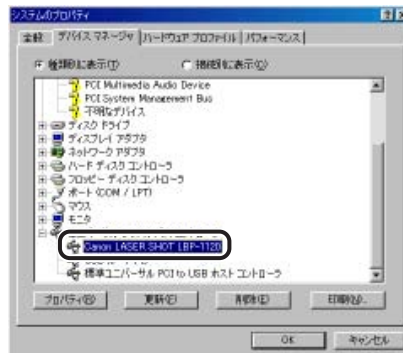 システムのプロパティ
全般 デバイス マネージャ ハードウェア プロファイル パフォーマンス
種類別に表示(T) 接続別に表示(C)
PCI Multimedia Audio Device
PCI System Management Bus
不明なデバイス
ディスク ドライブ
ディスプレイ アダプタ
ネットワーク アダプタ
ハード ディスク コントローラ
フロッピー ディスク コントローラ
ポート (COM / LPT)
マウス
モニタ
Canon LASER SHOT LBP-1120
標準ユニバーサル PCI to USB ホスト コントローラ
プロパティ(R) 更新(F) 削除(E) 印刷(N)...
OK キャンセル